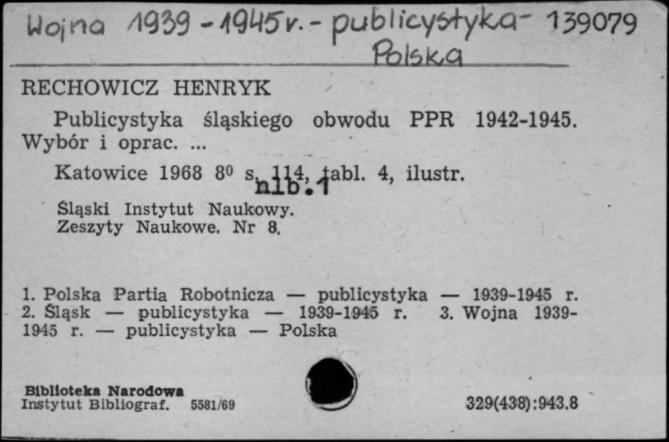 Wojna 1939-1945 r. - publicystyka- 139079
Polska
RECHOWICZ HENRYK
Publicystyka śląskiego obwodu PPR 1942-1945.
Wybór i oprac. ...
Katowice 1968 8⁰ s. 114, tabl. 4, ilustr.
nlb.1
Śląski Instytut Naukowy.
Zeszyty Naukowe. Nr 8.
1. Polska Partia Robotnicza — publicystyka — 1939-1945 r.
2. Śląsk — publicystyka — 1939-1945 r. 3. Wojna 1939-
1945 r. — publicystyka — Polska
Biblioteka Narodowa
Instytut Bibliograf. 5581/69 329(438):943.8